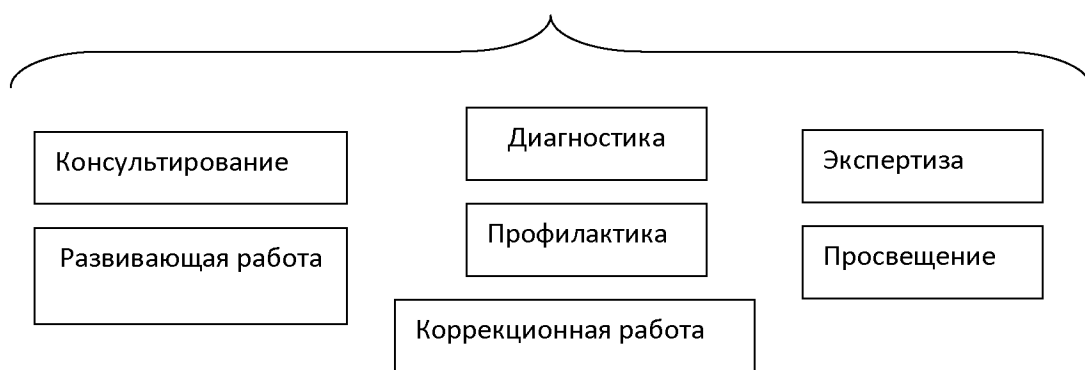 Консультирование
Диагностика
Экспертиза
Развивающая работа
Профилактика
Просвещение
Коррекционная работа